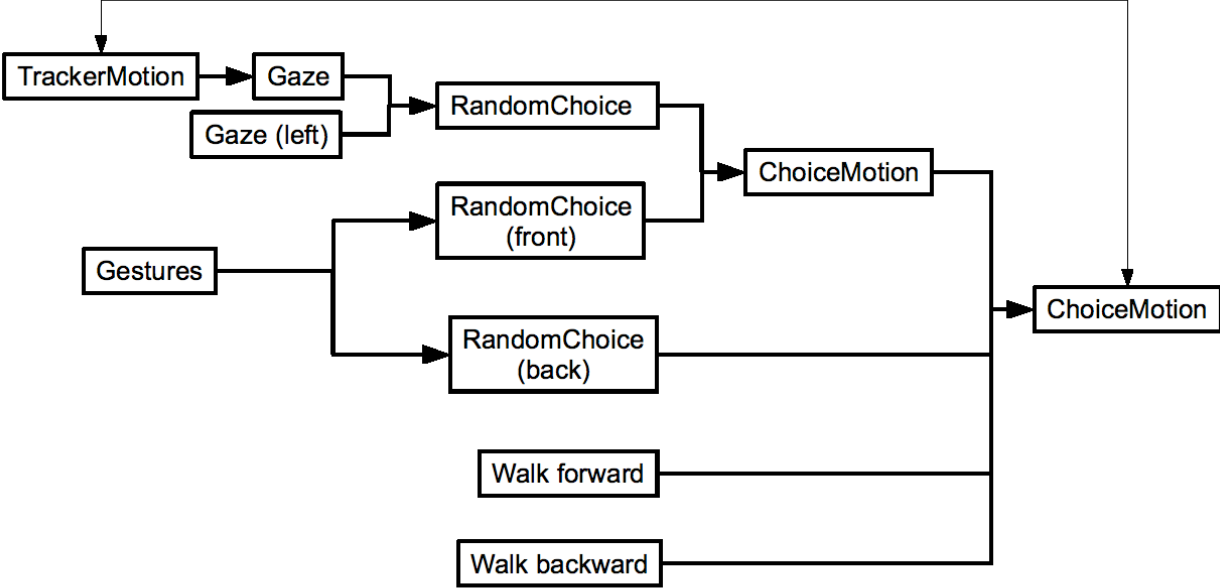 TrackerMotion
Gaze
Gaze (left)
RandomChoice
ChoiceMotion
RandomChoice
(front)
Gestures
ChoiceMotion
RandomChoice
(back)
Walk forward
Walk backward